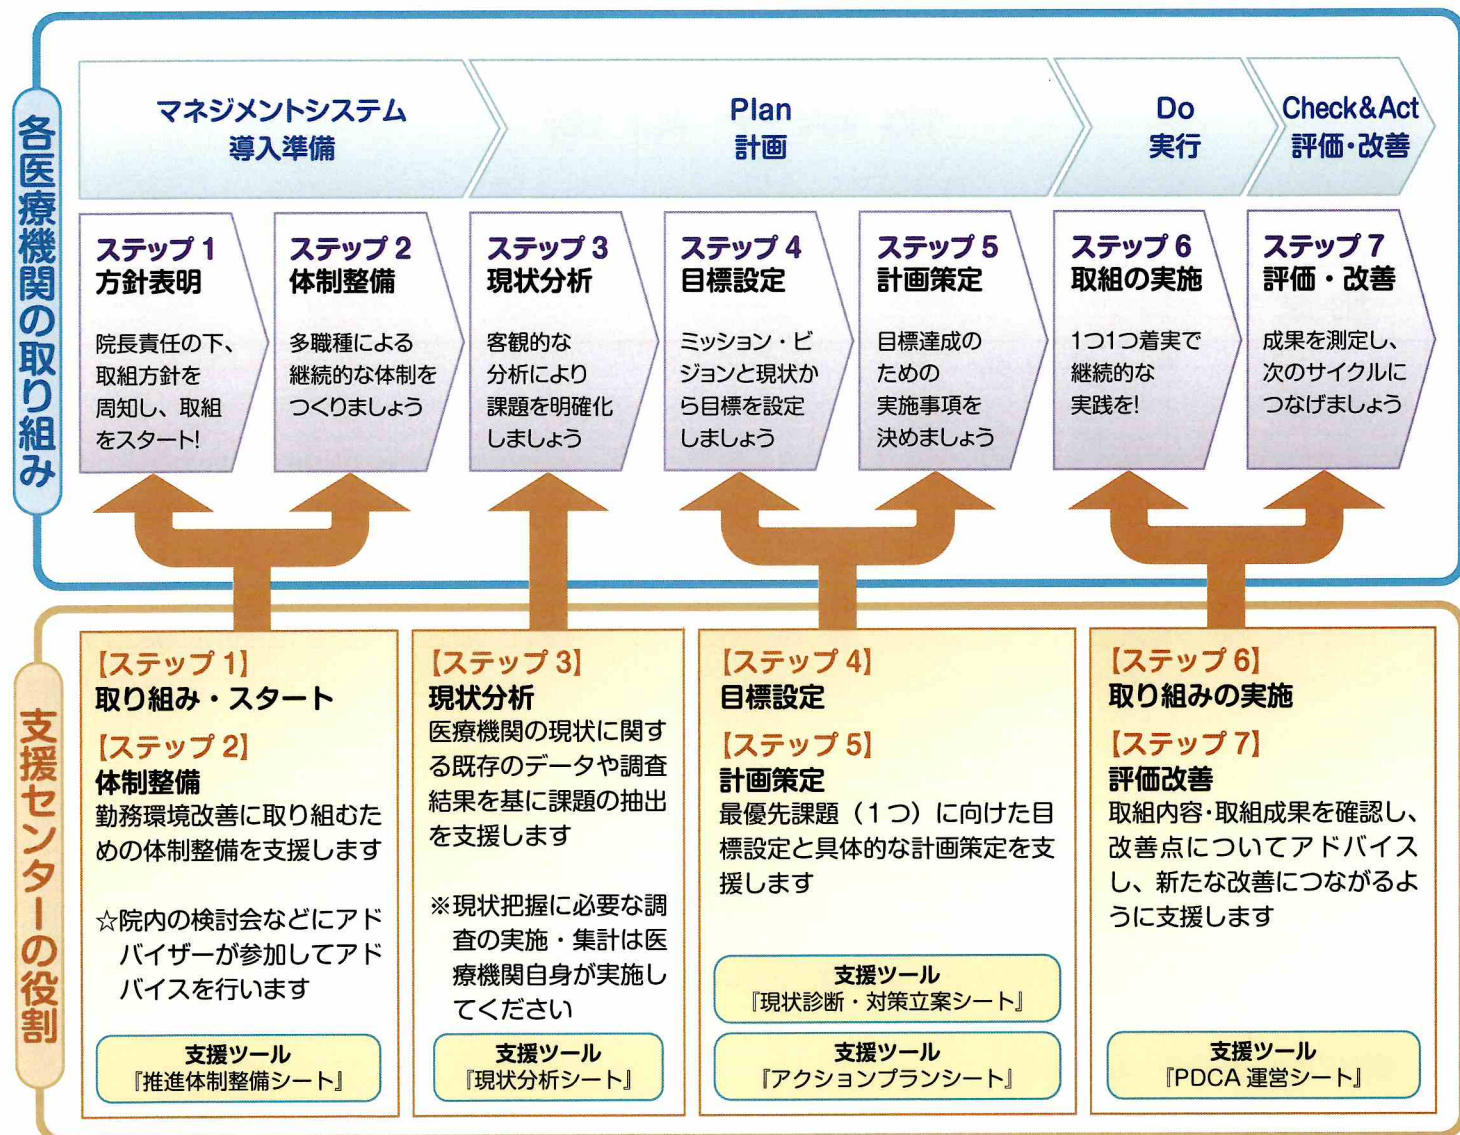 各医療機関の取り組み
マネジメントシステム
導入準備
Plan
計画
Do
実行
Check&Act
評価・改善
ステップ 1
方針表明
院長責任の下、
取組方針を
周知し、取組
をスタート!
ステップ 2
体制整備
多職種による
継続的な体制を
つくりましょう
ステップ 3
現状分析
客観的な
分析により
課題を明確化
しましょう
ステップ 4
目標設定
ミッション・ビ
ジョンと現状か
ら目標を設定
しましょう
ステップ 5
計画策定
目標達成の
ための
実施事項を
決めましょう
ステップ 6
取組の実施
1つ1つ着実で
継続的な
実践を!
ステップ 7
評価・改善
成果を測定し、
次のサイクルに
つなげましょう
支援センターの役割
【ステップ 1】
取り組み・スタート
【ステップ 2】
体制整備
勤務環境改善に取り組むた
めの体制整備を支援します
☆院内の検討会などにアド
バイザーが参加してアド
バイスを行います
支援ツール
『推進体制整備シート』
【ステップ 3】
現状分析
医療機関の現状に関す
る既存のデータや調査
結果を基に課題の抽出
を支援します
※現状把握に必要な調
査の実施・集計は医
療機関自身が実施し
てください
支援ツール
『現状分析シート』
【ステップ 4】
目標設定
【ステップ 5】
計画策定
最優先課題（1つ）に向けた目
標設定と具体的な計画策定を支
援します
支援ツール
『現状診断・対策立案シート』
支援ツール
『アクションプランシート』
【ステップ 6】
取り組みの実施
【ステップ 7】
評価改善
取組内容・取組成果を確認し、
改善点についてアドバイス
し、新たな改善につながるよ
うに支援します
支援ツール
『PDCA 運営シート』